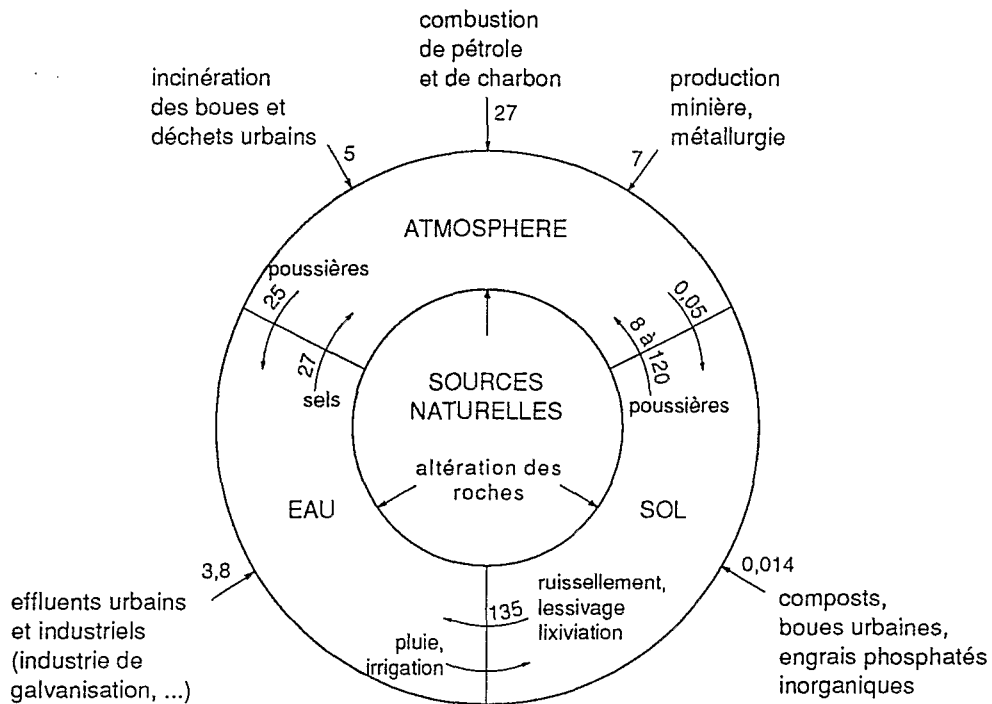 combustion
de pétrole
et de charbon
27
incinération
des boues et
déchets urbains
5
production
minière,
métallurgie
7
ATMOSPHERE
poussières
25
27
sels
0,05
8 à 120
poussières
SOURCES
NATURELLES
altération des
roches
EAU
SOL
3,8
effluents urbains
et industriels
(industrie de
galvanisation, ...)
135
ruissellement,
lessivage
lixiviation
pluie,
irrigation
0,014
composts,
boues urbaines,
engrais phosphatés
inorganiques